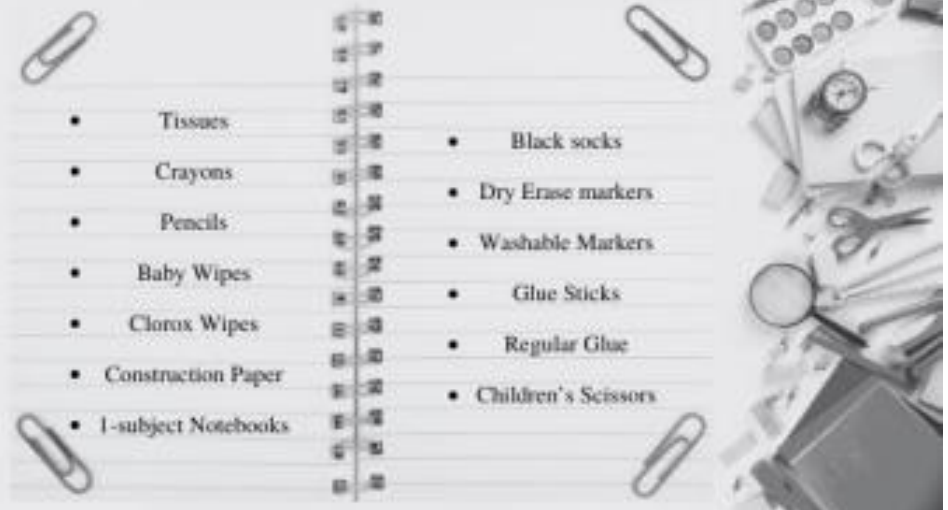 • Tissues
• Crayons
• Pencils
• Baby Wipes
• Clorox Wipes
• Construction Paper
• 1-subject Notebooks
• Black socks
• Dry Erase markers
• Washable Markers
• Glue Sticks
• Regular Glue
• Children's Scissors